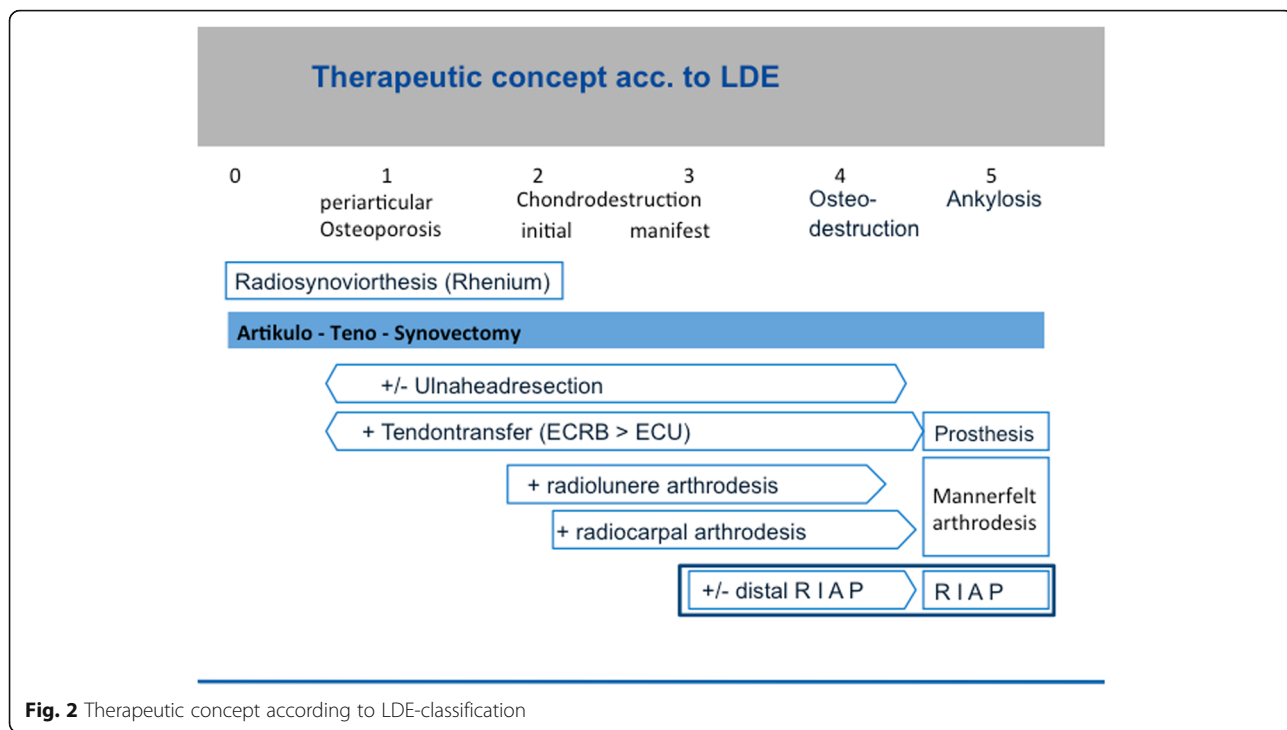 Therapeutic concept acc. to LDE
0 1 2 3 4 5
periarticular Chondrodestruction Osteo- Ankylosis
Osteoporosis initial manifest destruction
Radiosynoviorthesis (Rhenium)
Artikulo - Teno - Synovectomy
+/- Ulnaheadresection
+ Tendontransfer (ECRB > ECU) Prosthesis
+ radiolunere arthrodesis
Mannerfelt
arthrodesis
+ radiocarpal arthrodesis
+/- distal R I A P R I A P
Fig. 2 Therapeutic concept according to LDE-classification